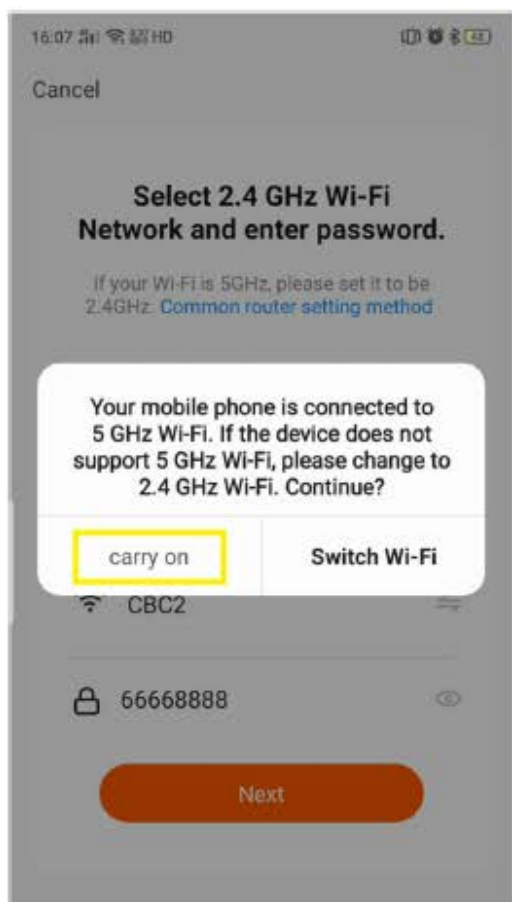 16:07 HD
Cancel
Select 2.4 GHz Wi-Fi
Network and enter password.
If your Wi-Fi is 5GHz, please set it to be
2.4GHz. Common router setting method
Your mobile phone is connected to
5 GHz Wi-Fi. If the device does not
support 5 GHz Wi-Fi, please change to
2.4 GHz Wi-Fi. Continue?
carry on Switch Wi-Fi
CBC2
66668888
Next